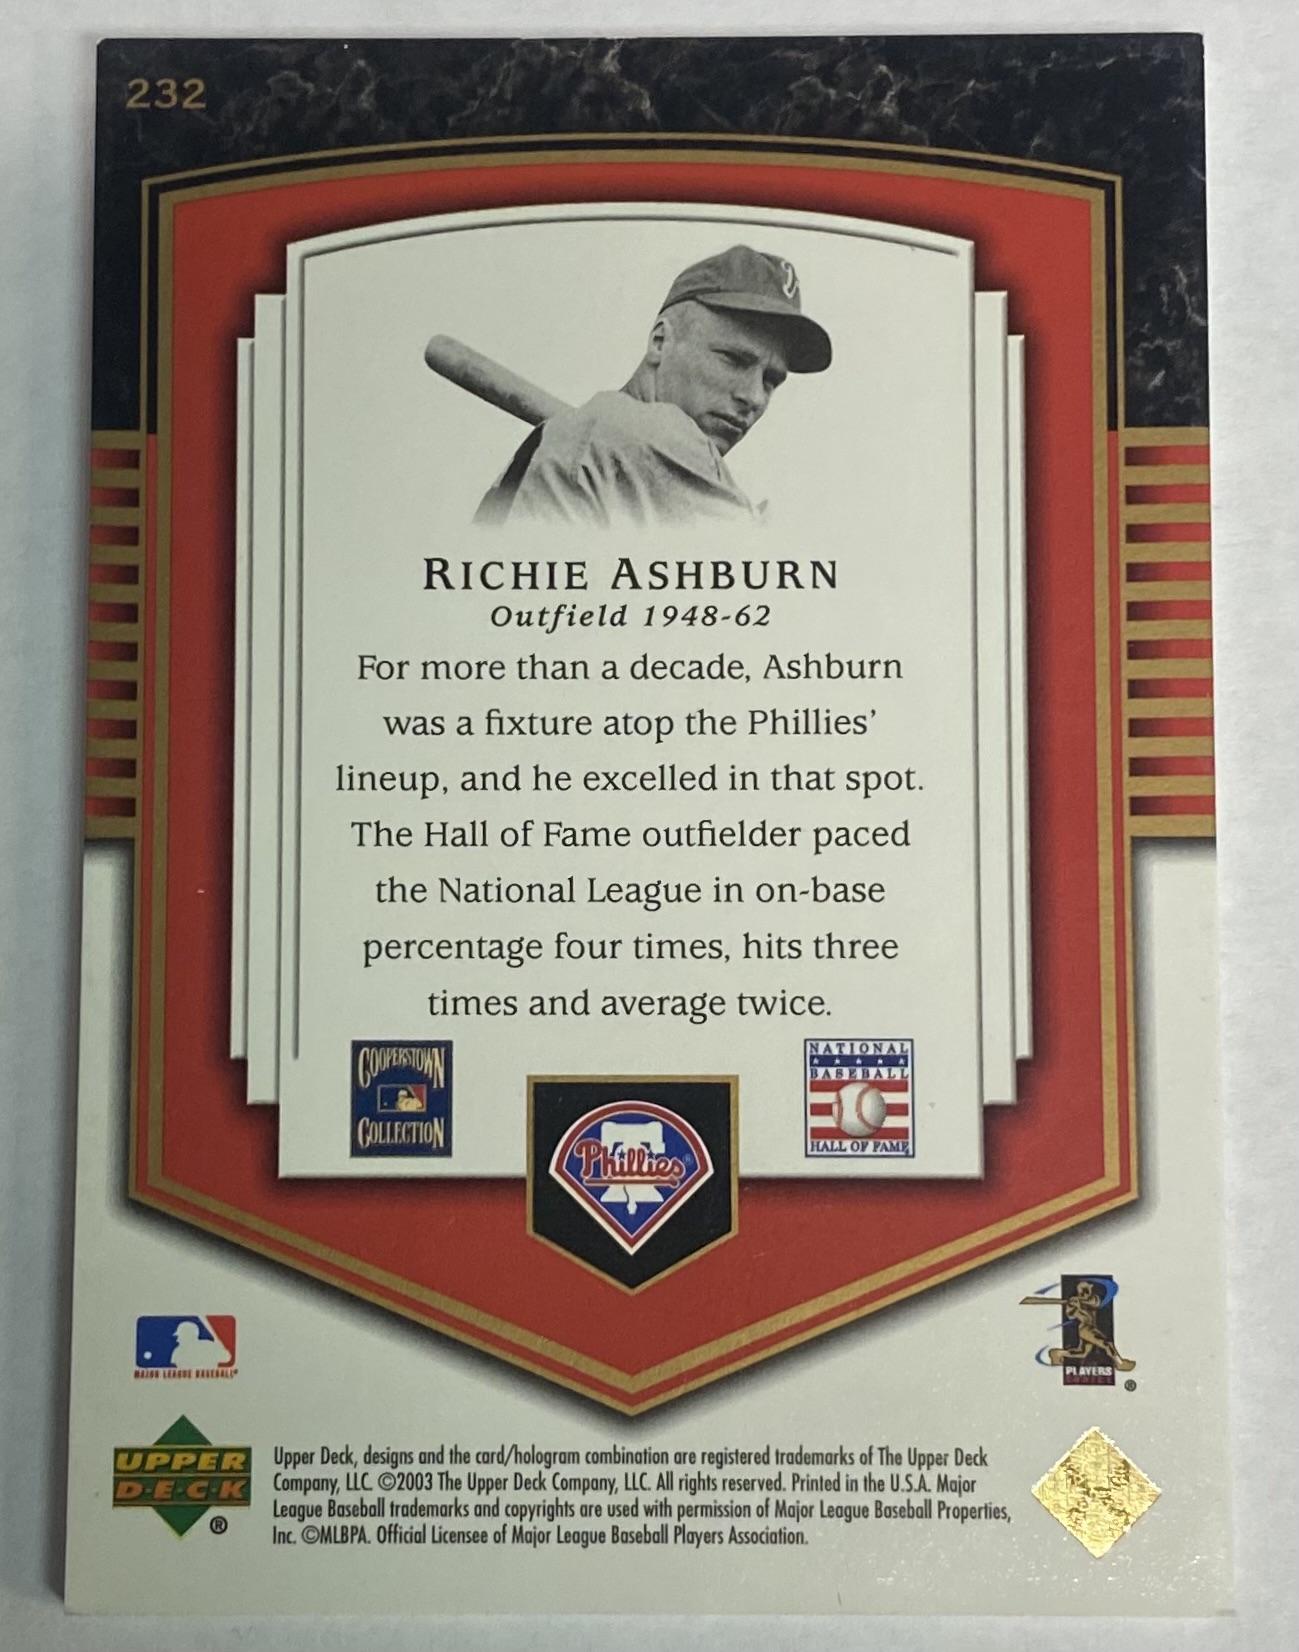 232
RICHIE ASHBURN
Outfield 1948-62
For more than a decade, Ashburn
was a fixture atop the Phillies'
lineup, and he excelled in that spot.
The Hall of Fame outfielder paced
the National League in on-base
percentage four times, hits three
times and average twice.
COOPERSTOWN
COLLECTION
NATIONAL
BASEBALL
HALL OF FAME
Phillies®
MAJOR LEAGUE BASEBALL®
PLAYERS
CHOICE
®
UPPER
D·E·C·K
®
Upper Deck, designs and the card/hologram combination are registered trademarks of The Upper Deck
Company, LLC. ©2003 The Upper Deck Company, LLC. All rights reserved. Printed in the U.S.A. Major
League Baseball trademarks and copyrights are used with permission of Major League Baseball Properties,
Inc. ©MLBPA. Official Licensee of Major League Baseball Players Association.